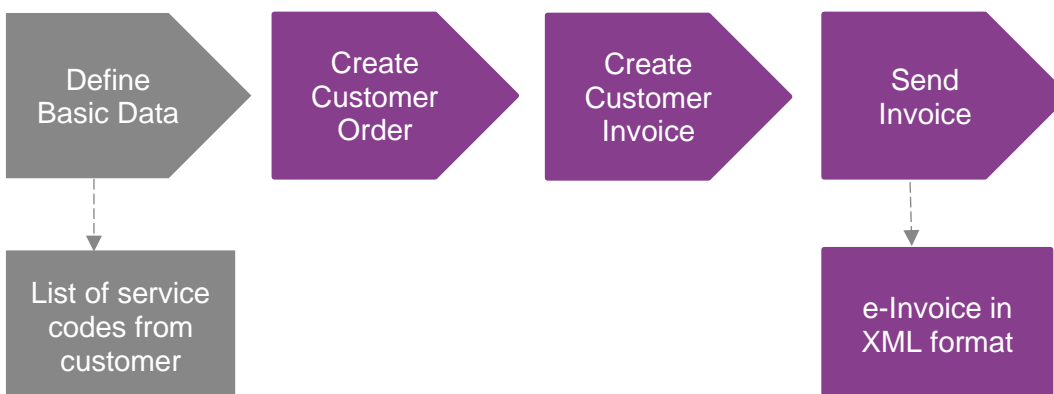 Define
Basic Data
Create
Customer
Order
Create
Customer
Invoice
Send
Invoice
List of service
codes from
customer
e-Invoice in
XML format